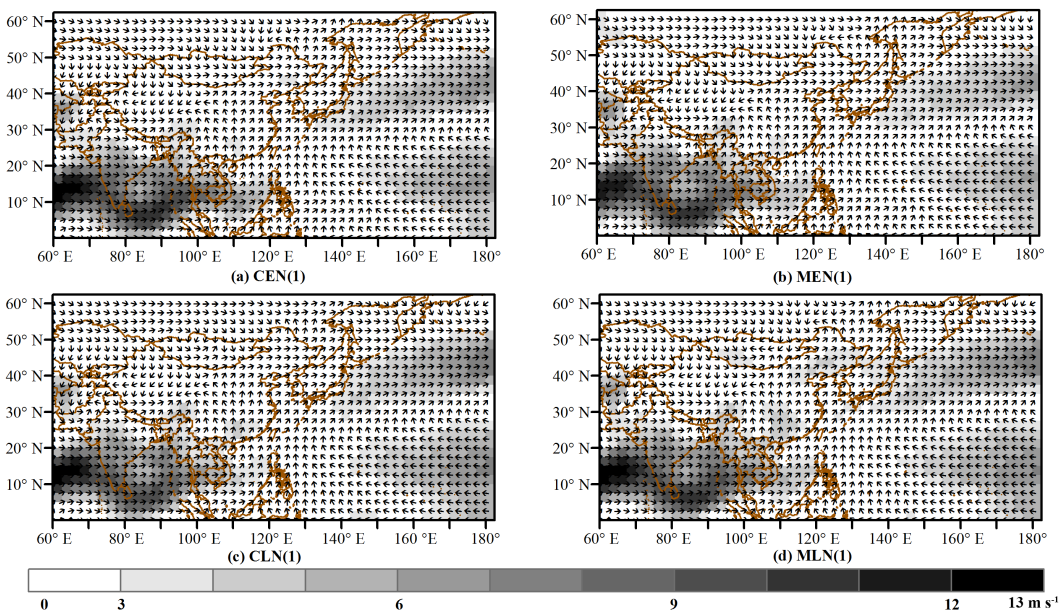 60° N
50° N
40° N
30° N
20° N
10° N
60° E 80° E 100° E 120° E 140 °E 160 °E 180 °
(a) CEN(1)
60° N
50° N
40° N
30° N
20° N
10° N
60° E 80° E 100° E 120° E 140 °E 160 °E 180 °
(b) MEN(1)
60° N
50° N
40° N
30° N
20° N
10° N
60° E 80° E 100° E 120° E 140 °E 160 °E 180 °
(c) CLN(1)
60° N
50° N
40° N
30° N
20° N
10° N
60° E 80° E 100° E 120° E 140 °E 160 °E 180 °
(d) MLN(1)
0 3 6 9 12 13 m s⁻¹